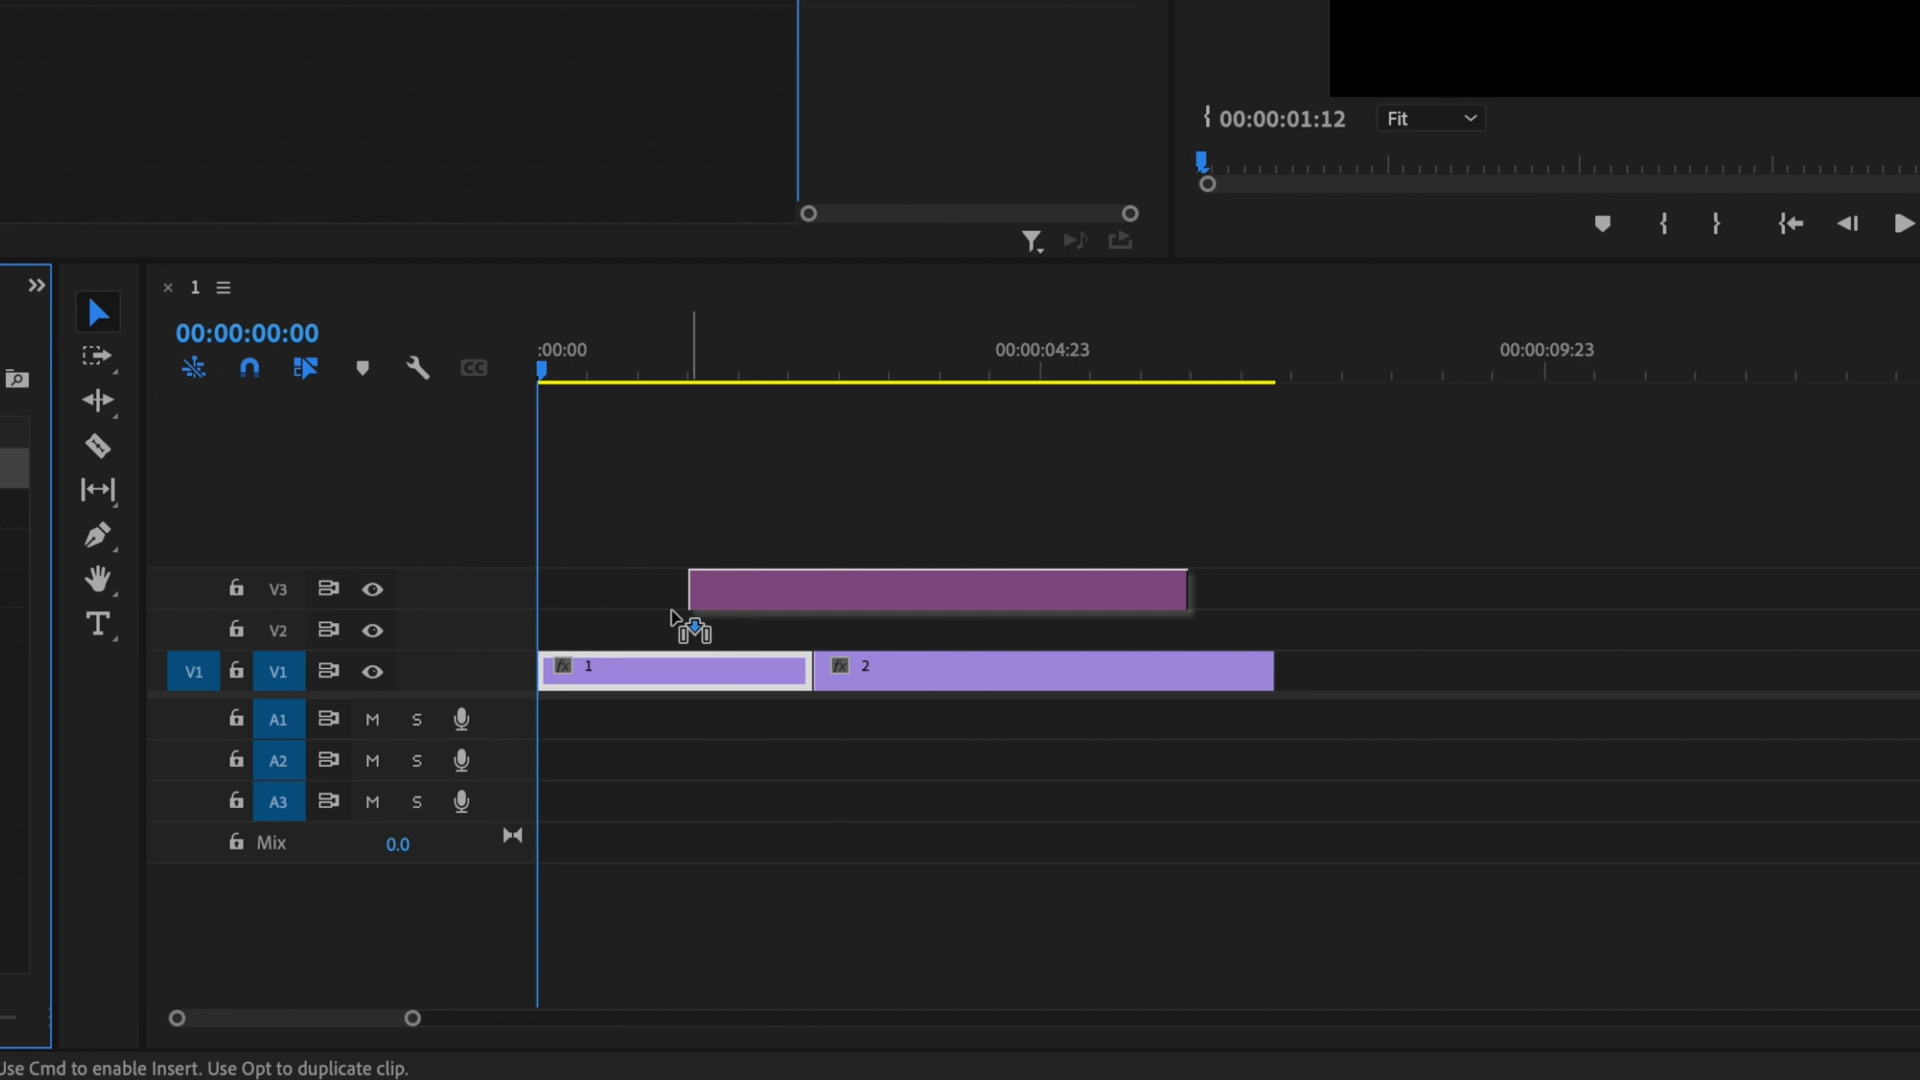 00:00:01:12 Fit
1
00:00:00:00
:00:00 00:00:04:23 00:00:09:23
CC
V3
V2
T
V1 V1 fx 1 fx 2
A1 M S
A2 M S
A3 M S
Mix 0.0
Use Cmd to enable Insert. Use Opt to duplicate clip.